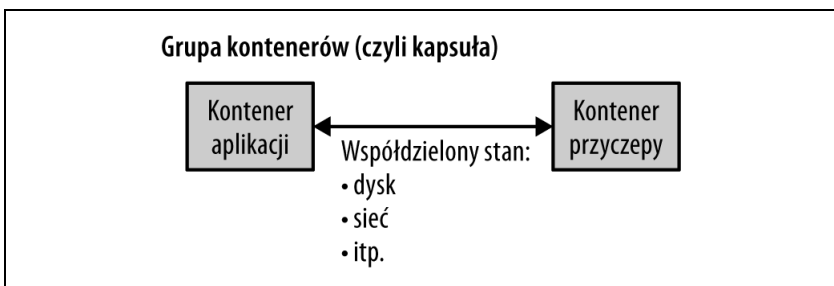 Grupa kontenerów (czyli kapsuła)
Kontener
aplikacji
Kontener
przyczepy
Współdzielony stan:
• dysk
• sieć
• itp.